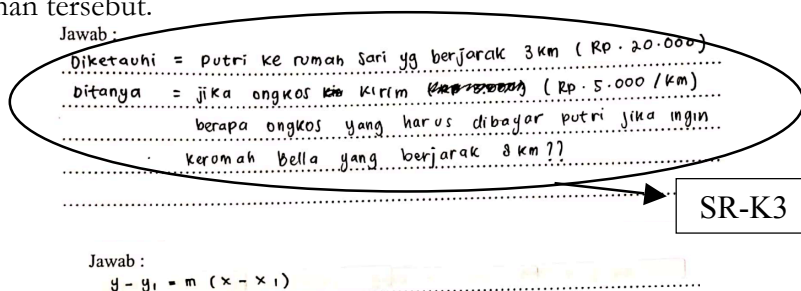 nan tersebut.
Jawab :
Diketauhi = Putri ke rumah Sari yg berjarak 3 km ( Rp. 20.000)
Ditanya = jika ongkos kirim ( Rp. 5.000 / km)
berapa ongkos yang harus dibayar putri jika ingin
kerumah Bella yang berjarak 8 km ??
SR-K3
Jawab :
y - y1 = m (x - x1)